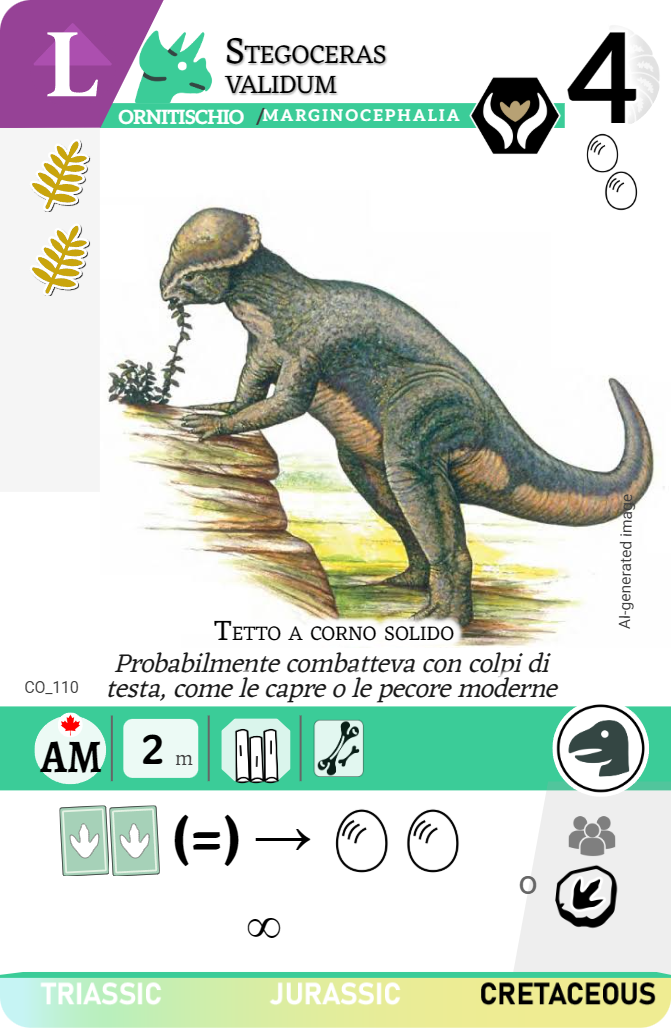 L
STEGOCERAS
VALIDUM
4
ORNITISCHIO /MARGINOCEPHALIA
AI-generated image
TETTO A CORNO SOLIDO
Probabilmente combatteva con colpi di
CO_110
testa, come le capre o le pecore moderne
AM
2 m
(=) →
O
∞
TRIASSIC JURASSIC CRETACEOUS